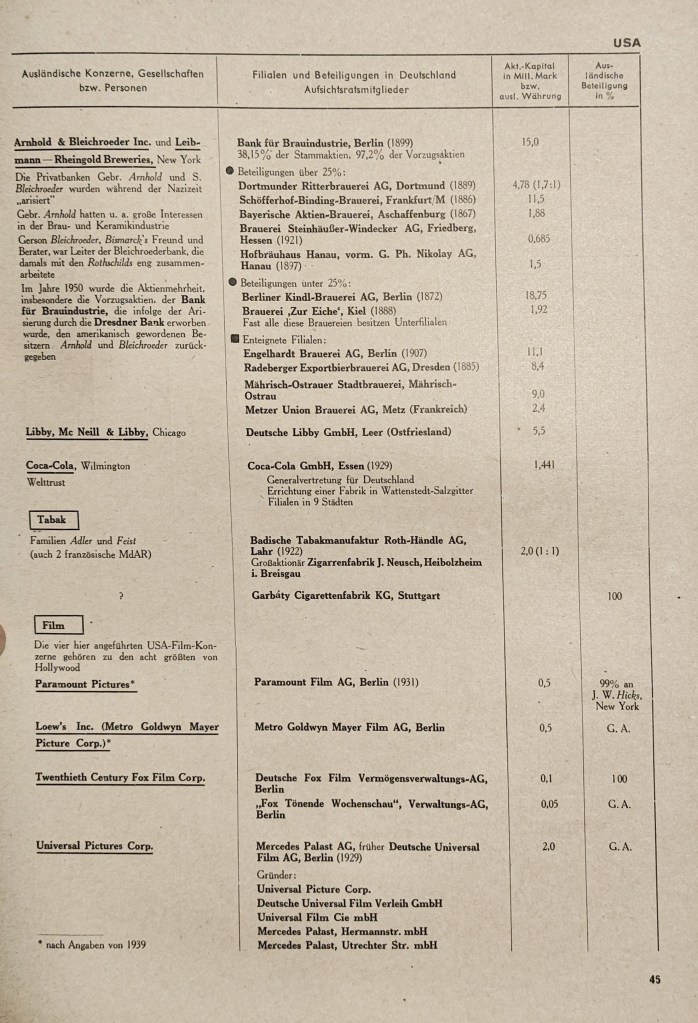 USA
Ausländische Konzerne, Gesellschaften
bzw. Personen
Filialen und Beteiligungen in Deutschland
Aufsichtsratsmitglieder
Akt.-Kapital
in Mill. Mark
bzw.
ausl. Währung
Aus-
ländische
Beteiligung
in %
Arnhold & Bleichroeder Inc. und Leib-
mann — Rheingold Breweries, New York
Die Privatbanken Gebr. Arnhold und S.
Bleichroeder wurden während der Nazizeit
„arisiert"
Gebr. Arnhold hatten u. a. große Interessen
in der Brau- und Keramikindustrie
Gerson Bleichroeder, Bismarck's Freund und
Berater, war Leiter der Bleichroederbank, die
damals mit den Rothschilds eng zusammen-
arbeitete
Im Jahre 1950 wurde die Aktienmehrheit,
insbesondere die Vorzugsaktien, der Bank
für Brauindustrie, die infolge der Ari-
sierung durch die Dresdner Bank erworben
wurde, den amerikanisch gewordenen Be-
sitzern Arnhold und Bleichroeder zurück-
gegeben
Bank für Brauindustrie, Berlin (1899) 15,0
38,15% der Stammaktien, 97,2% der Vorzugsaktien
● Beteiligungen über 25%:
Dortmunder Ritterbrauerei AG, Dortmund (1889) 4,78 (1,7:1)
Schöfferhof-Binding-Brauerei, Frankfurt/M (1886) 11,5
Bayerische Aktien-Brauerei, Aschaffenburg (1867) 1,88
Brauerei Steinhäußer-Windecker AG, Friedberg,
Hessen (1921) 0,685
Hofbräuhaus Hanau, vorm. G. Ph. Nikolay AG,
Hanau (1897) 1,5
● Beteiligungen unter 25%:
Berliner Kindl-Brauerei AG, Berlin (1872) 18,75
Brauerei ‚Zur Eiche', Kiel (1888) 1,92
Fast alle diese Brauereien besitzen Unterfilialen
■ Enteignete Filialen:
Engelhardt Brauerei AG, Berlin (1907) 11,1
Radeberger Exportbierbrauerei AG, Dresden (1885) 8,4
Mährisch-Ostrauer Stadtbrauerei, Mährisch-
Ostrau 9,0
Metzer Union Brauerei AG, Metz (Frankreich) 2,4
Libby, Mc Neill & Libby, Chicago
Deutsche Libby GmbH, Leer (Ostfriesland) 5,5
Coca-Cola, Wilmington
Welttrust
Coca-Cola GmbH, Essen (1929) 1,441
Generalvertretung für Deutschland
Errichtung einer Fabrik in Wattenstedt-Salzgitter
Filialen in 9 Städten
Tabak
Familien Adler und Feist
(auch 2 französische MdAR)
Badische Tabakmanufaktur Roth-Händle AG,
Lahr (1922) 2,0 (1 : 1)
Großaktionär Zigarrenfabrik J. Neusch, Heibolzheim
i. Breisgau
?
Garbáty Cigarettenfabrik KG, Stuttgart 100
Film
Die vier hier angeführten USA-Film-Kon-
zerne gehören zu den acht größten von
Hollywood
Paramount Pictures*
Paramount Film AG, Berlin (1931) 0,5 99% an
J. W. Hicks,
New York
Loew's Inc. (Metro Goldwyn Mayer
Picture Corp.)*
Metro Goldwyn Mayer Film AG, Berlin 0,5 G. A.
Twenthieth Century Fox Film Corp.
Deutsche Fox Film Vermögensverwaltungs-AG,
Berlin 0,1 100
„Fox Tönende Wochenschau", Verwaltungs-AG,
Berlin 0,05 G. A.
Universal Pictures Corp.
Mercedes Palast AG, früher Deutsche Universal
Film AG, Berlin (1929) 2,0 G. A.
Gründer:
Universal Picture Corp.
Deutsche Universal Film Verleih GmbH
Universal Film Cie mbH
Mercedes Palast, Hermannstr. mbH
Mercedes Palast, Utrechter Str. mbH
* nach Angaben von 1939
45